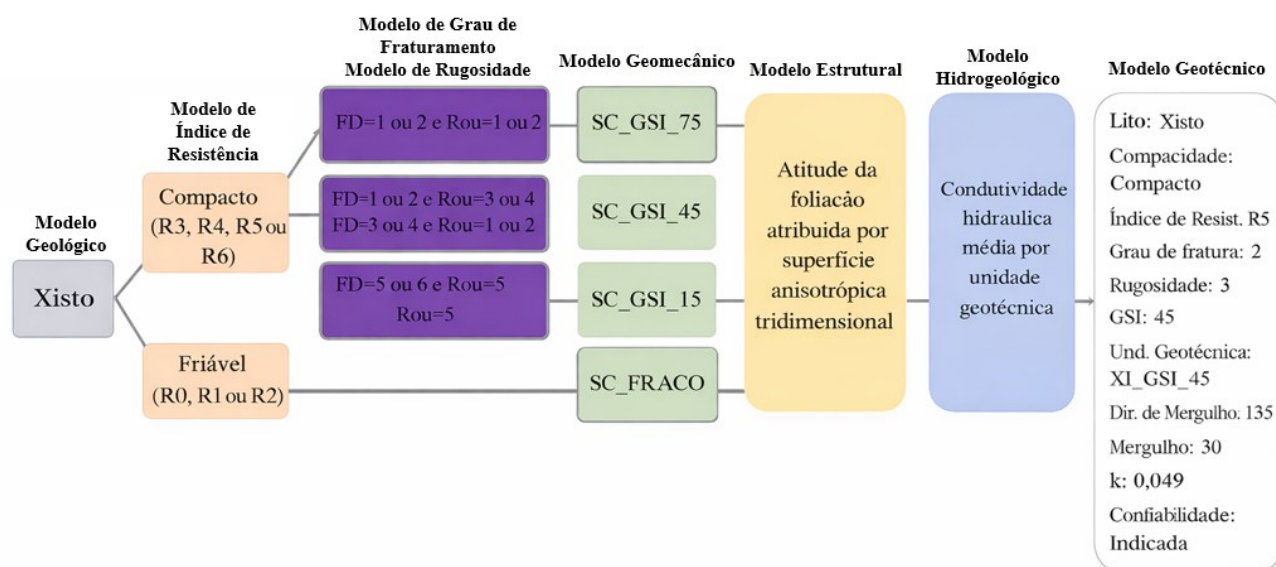 Modelo
Geológico
Xisto
Modelo de
Índice de
Resistência
Compacto
(R3, R4, R5 ou
R6)
Friável
(R0, R1 ou R2)
Modelo de Grau de
Fraturamento
Modelo de Rugosidade
FD=1 ou 2 e Rou=1 ou 2
FD=1 ou 2 e Rou=3 ou 4
FD=3 ou 4 e Rou=1 ou 2
FD=5 ou 6 e Rou=5
Rou=5
Modelo Geomecânico
SC_GSI_75
SC_GSI_45
SC_GSI_15
SC_FRACO
Modelo Estrutural
Atitude da
foliacão
atribuida por
superfície
anisotrópica
tridimensional
Modelo
Hidrogeológico
Condutividade
hidraulica
média por
unidade
geotécnica
Modelo Geotécnico
Lito: Xisto
Compacidade:
Compacto
Índice de Resist. R5
Grau de fratura: 2
Rugosidade: 3
GSI: 45
Und. Geotécnica:
XI_GSI_45
Dir. de Mergulho: 135
Mergulho: 30
k: 0,049
Confiabilidade:
Indicada